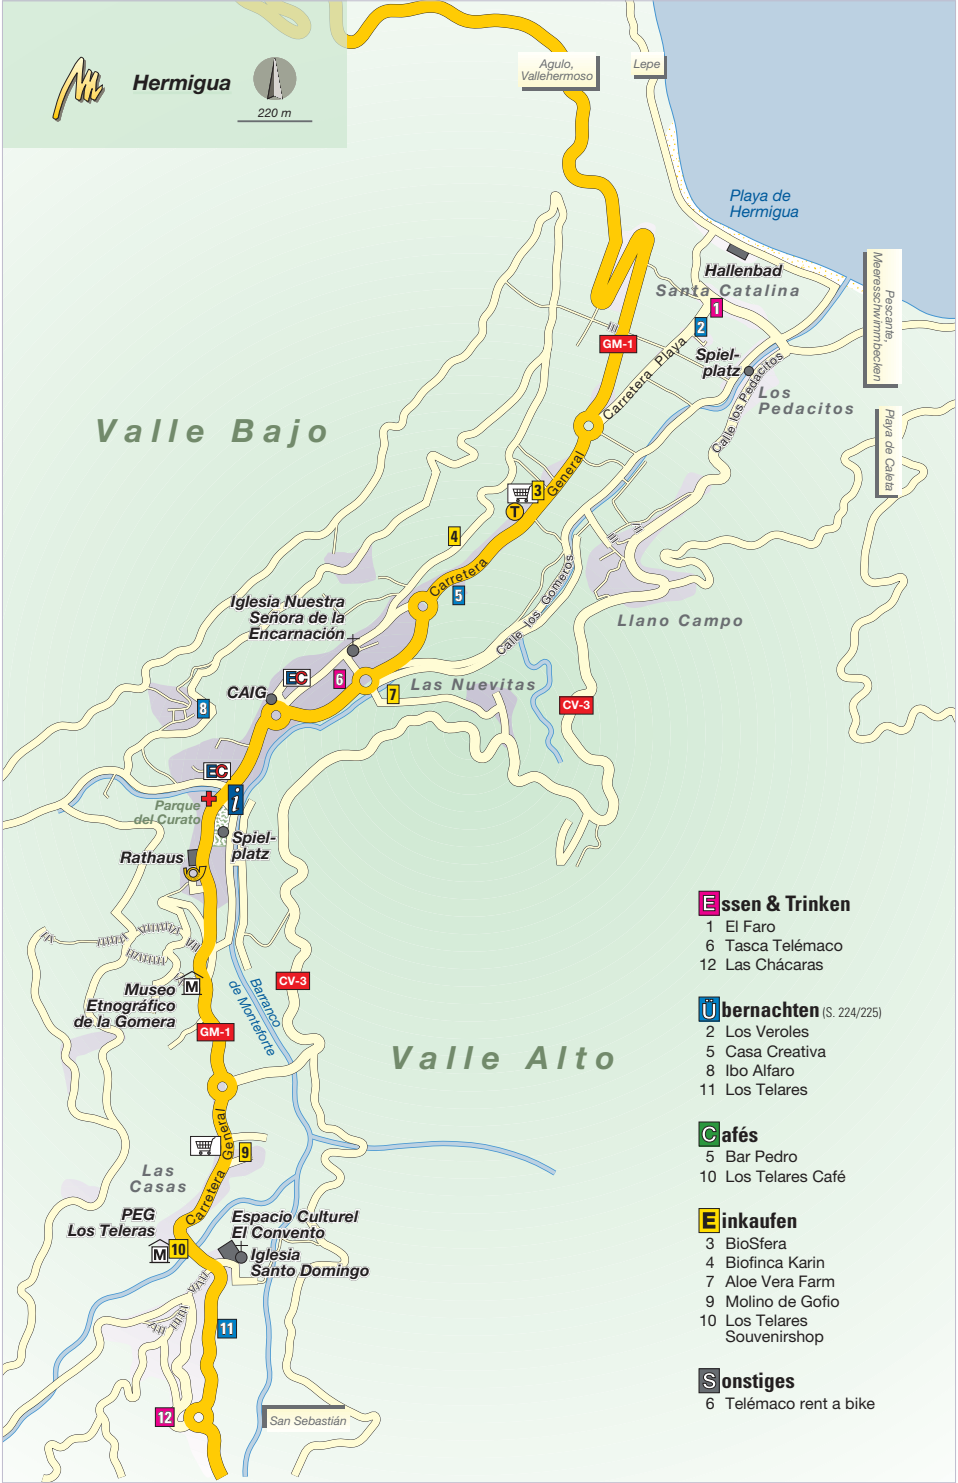 Hermigua
220 m
Agulo,
Vallehermoso
Lepe
Playa de
Hermigua
Hallenbad
Santa Catalina
1
2
Pescante,
Meeresschwimmbecken
GM-1
Carretera Playa
Spiel-
platz
Los
Pedacitos
Calle los Pedacitos
Playa de Caleta
Valle Bajo
General
3
T
4
Carretera
5
Calle los Gomeros
Iglesia Nuestra
Señora de la
Encarnación
Llano Campo
EC
6
CAIG
7
Las Nuevitas
8
CV-3
EC
i
Parque
del Curato
Spiel-
platz
Rathaus
Essen & Trinken
1 El Faro
6 Tasca Telémaco
12 Las Chácaras
CV-3
Museo
Etnográfico
de la Gomera
M
Barranco
de Monteforte
GM-1
Übernachten (S. 224/225)
2 Los Veroles
5 Casa Creativa
8 Ibo Alfaro
11 Los Telares
Valle Alto
Carretera General
9
Cafés
5 Bar Pedro
10 Los Telares Café
Las
Casas
PEG
Los Teleras
M
10
Espacio Culturel
El Convento
Iglesia
Santo Domingo
Einkaufen
3 BioSfera
4 Biofinca Karin
7 Aloe Vera Farm
9 Molino de Gofio
10 Los Telares
Souvenirshop
11
Sonstiges
6 Telémaco rent a bike
12
San Sebastián